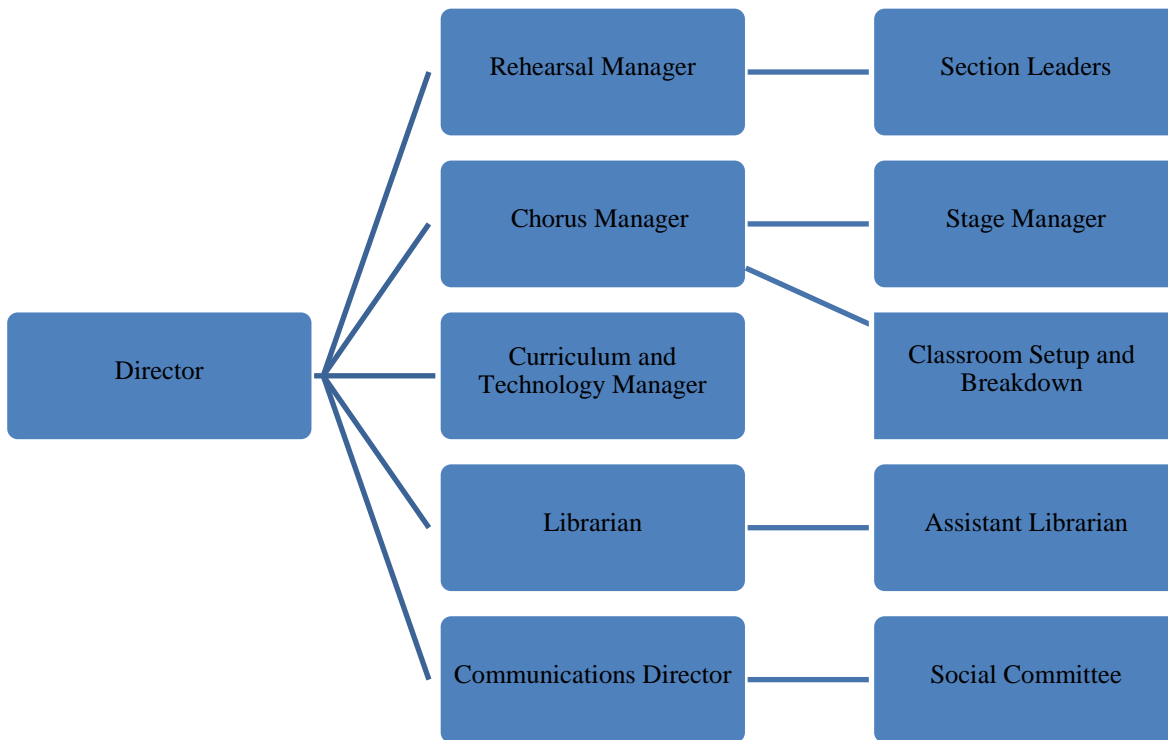 Rehearsal Manager
Section Leaders
Chorus Manager
Stage Manager
Director
Curriculum and
Technology Manager
Classroom Setup and
Breakdown
Librarian
Assistant Librarian
Communications Director
Social Committee